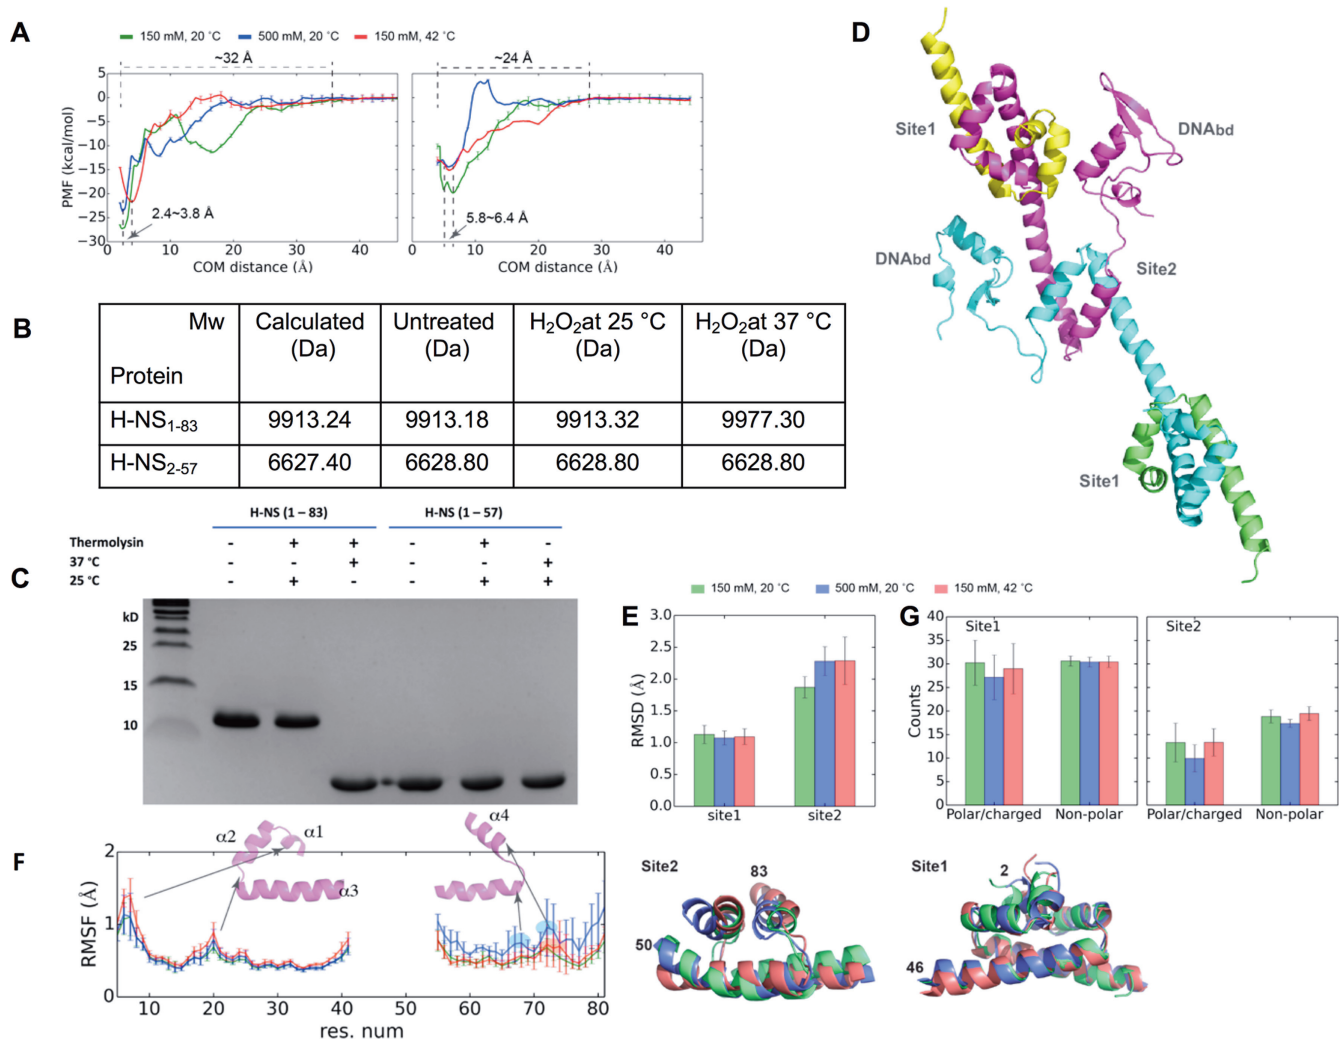 A
150 mM, 20 °C 500 mM, 20 °C 150 mM, 42 °C
~32 Å
~24 Å
5
0
−5
−10
−15
−20
−25
−30
PMF (kcal/mol)
2.4~3.8 Å
5.8~6.4 Å
0 10 20 30 40
0 10 20 30 40
COM distance (Å)
COM distance (Å)
B
Mw
Protein
Calculated (Da)
Untreated (Da)
H₂O₂at 25 °C (Da)
H₂O₂at 37 °C (Da)
H-NS₁₋₈₃ 9913.24 9913.18 9913.32 9977.30
H-NS₂₋₅₇ 6627.40 6628.80 6628.80 6628.80
C
H-NS (1 – 83) H-NS (1 – 57)
Thermolysin - + + - + -
37 °C - - + - - +
25 °C - + - - + +
kD
25
15
10
D
Site1
DNAbd
DNAbd
Site2
Site1
150 mM, 20 °C 500 mM, 20 °C 150 mM, 42 °C
E
3.0
2.5
2.0
1.5
1.0
0.5
0.0
RMSD (Å)
site1 site2
G
40
35
30
25
20
15
10
5
0
Counts
Site1
Site2
Polar/charged Non-polar
Polar/charged Non-polar
F
α2 α1
α3
α4
2
1
0
RMSF (Å)
10 20 30 40 50 60 70 80
res. num
Site2
83
50
Site1
2
46